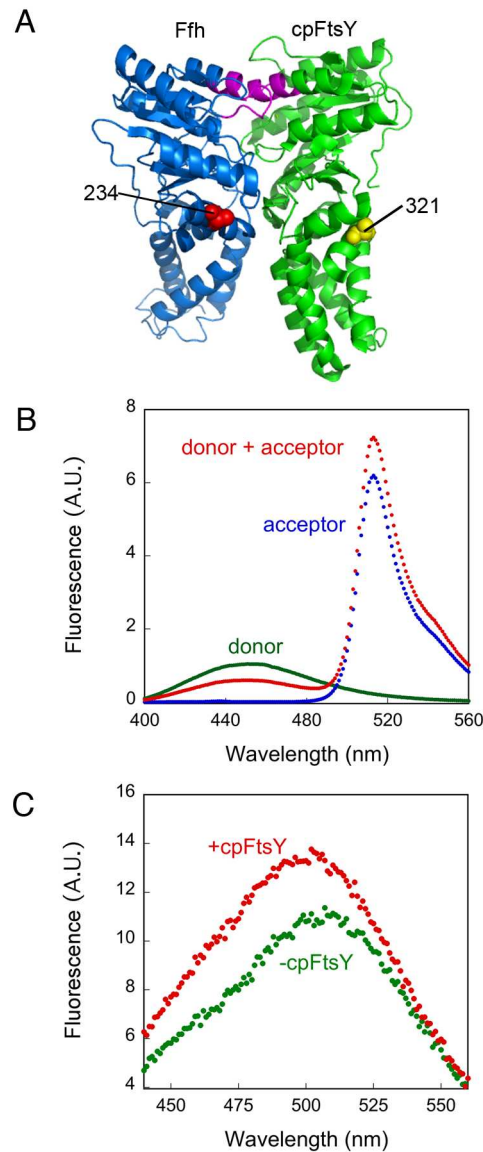 A
Ffh
cpFtsY
234
321
B
8
6
4
2
0
Fluorescence (A.U.)
donor + acceptor
acceptor
donor
400
440
480
520
560
Wavelength (nm)
C
16
14
12
10
8
6
4
Fluorescence (A.U.)
+cpFtsY
-cpFtsY
450
475
500
525
550
Wavelength (nm)